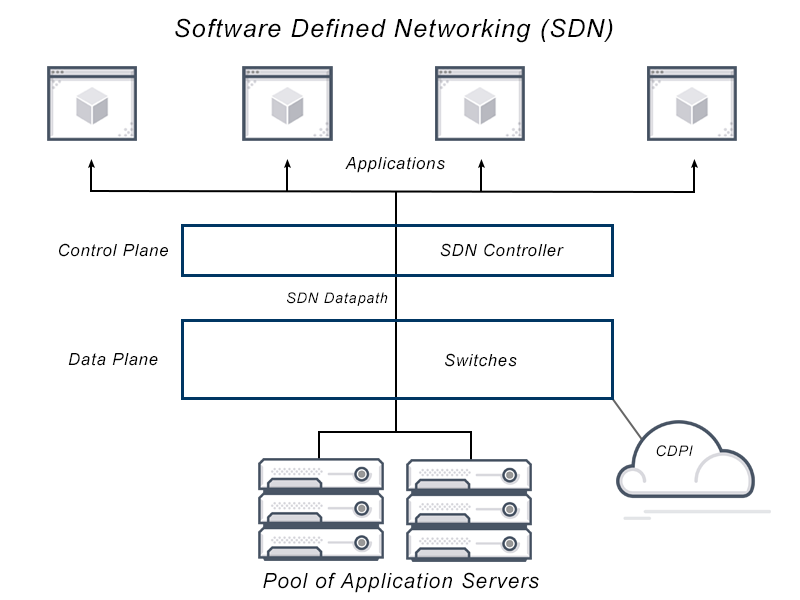 Software Defined Networking (SDN)
Applications
Control Plane
SDN Controller
SDN Datapath
Data Plane
Switches
CDPI
Pool of Application Servers